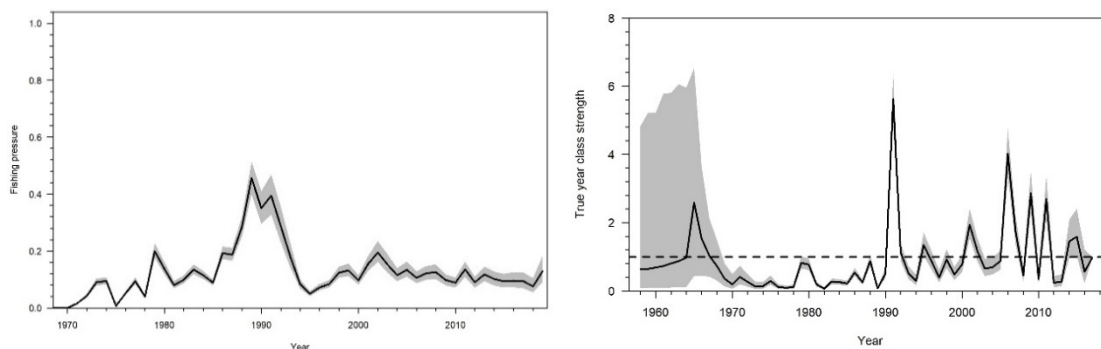 1.0
0.8
0.6
0.4
0.2
0.0
Fishing pressure
1970 1980 1990 2000 2010
Year
8
6
4
2
0
True year class strength
1960 1970 1980 1990 2000 2010
Year